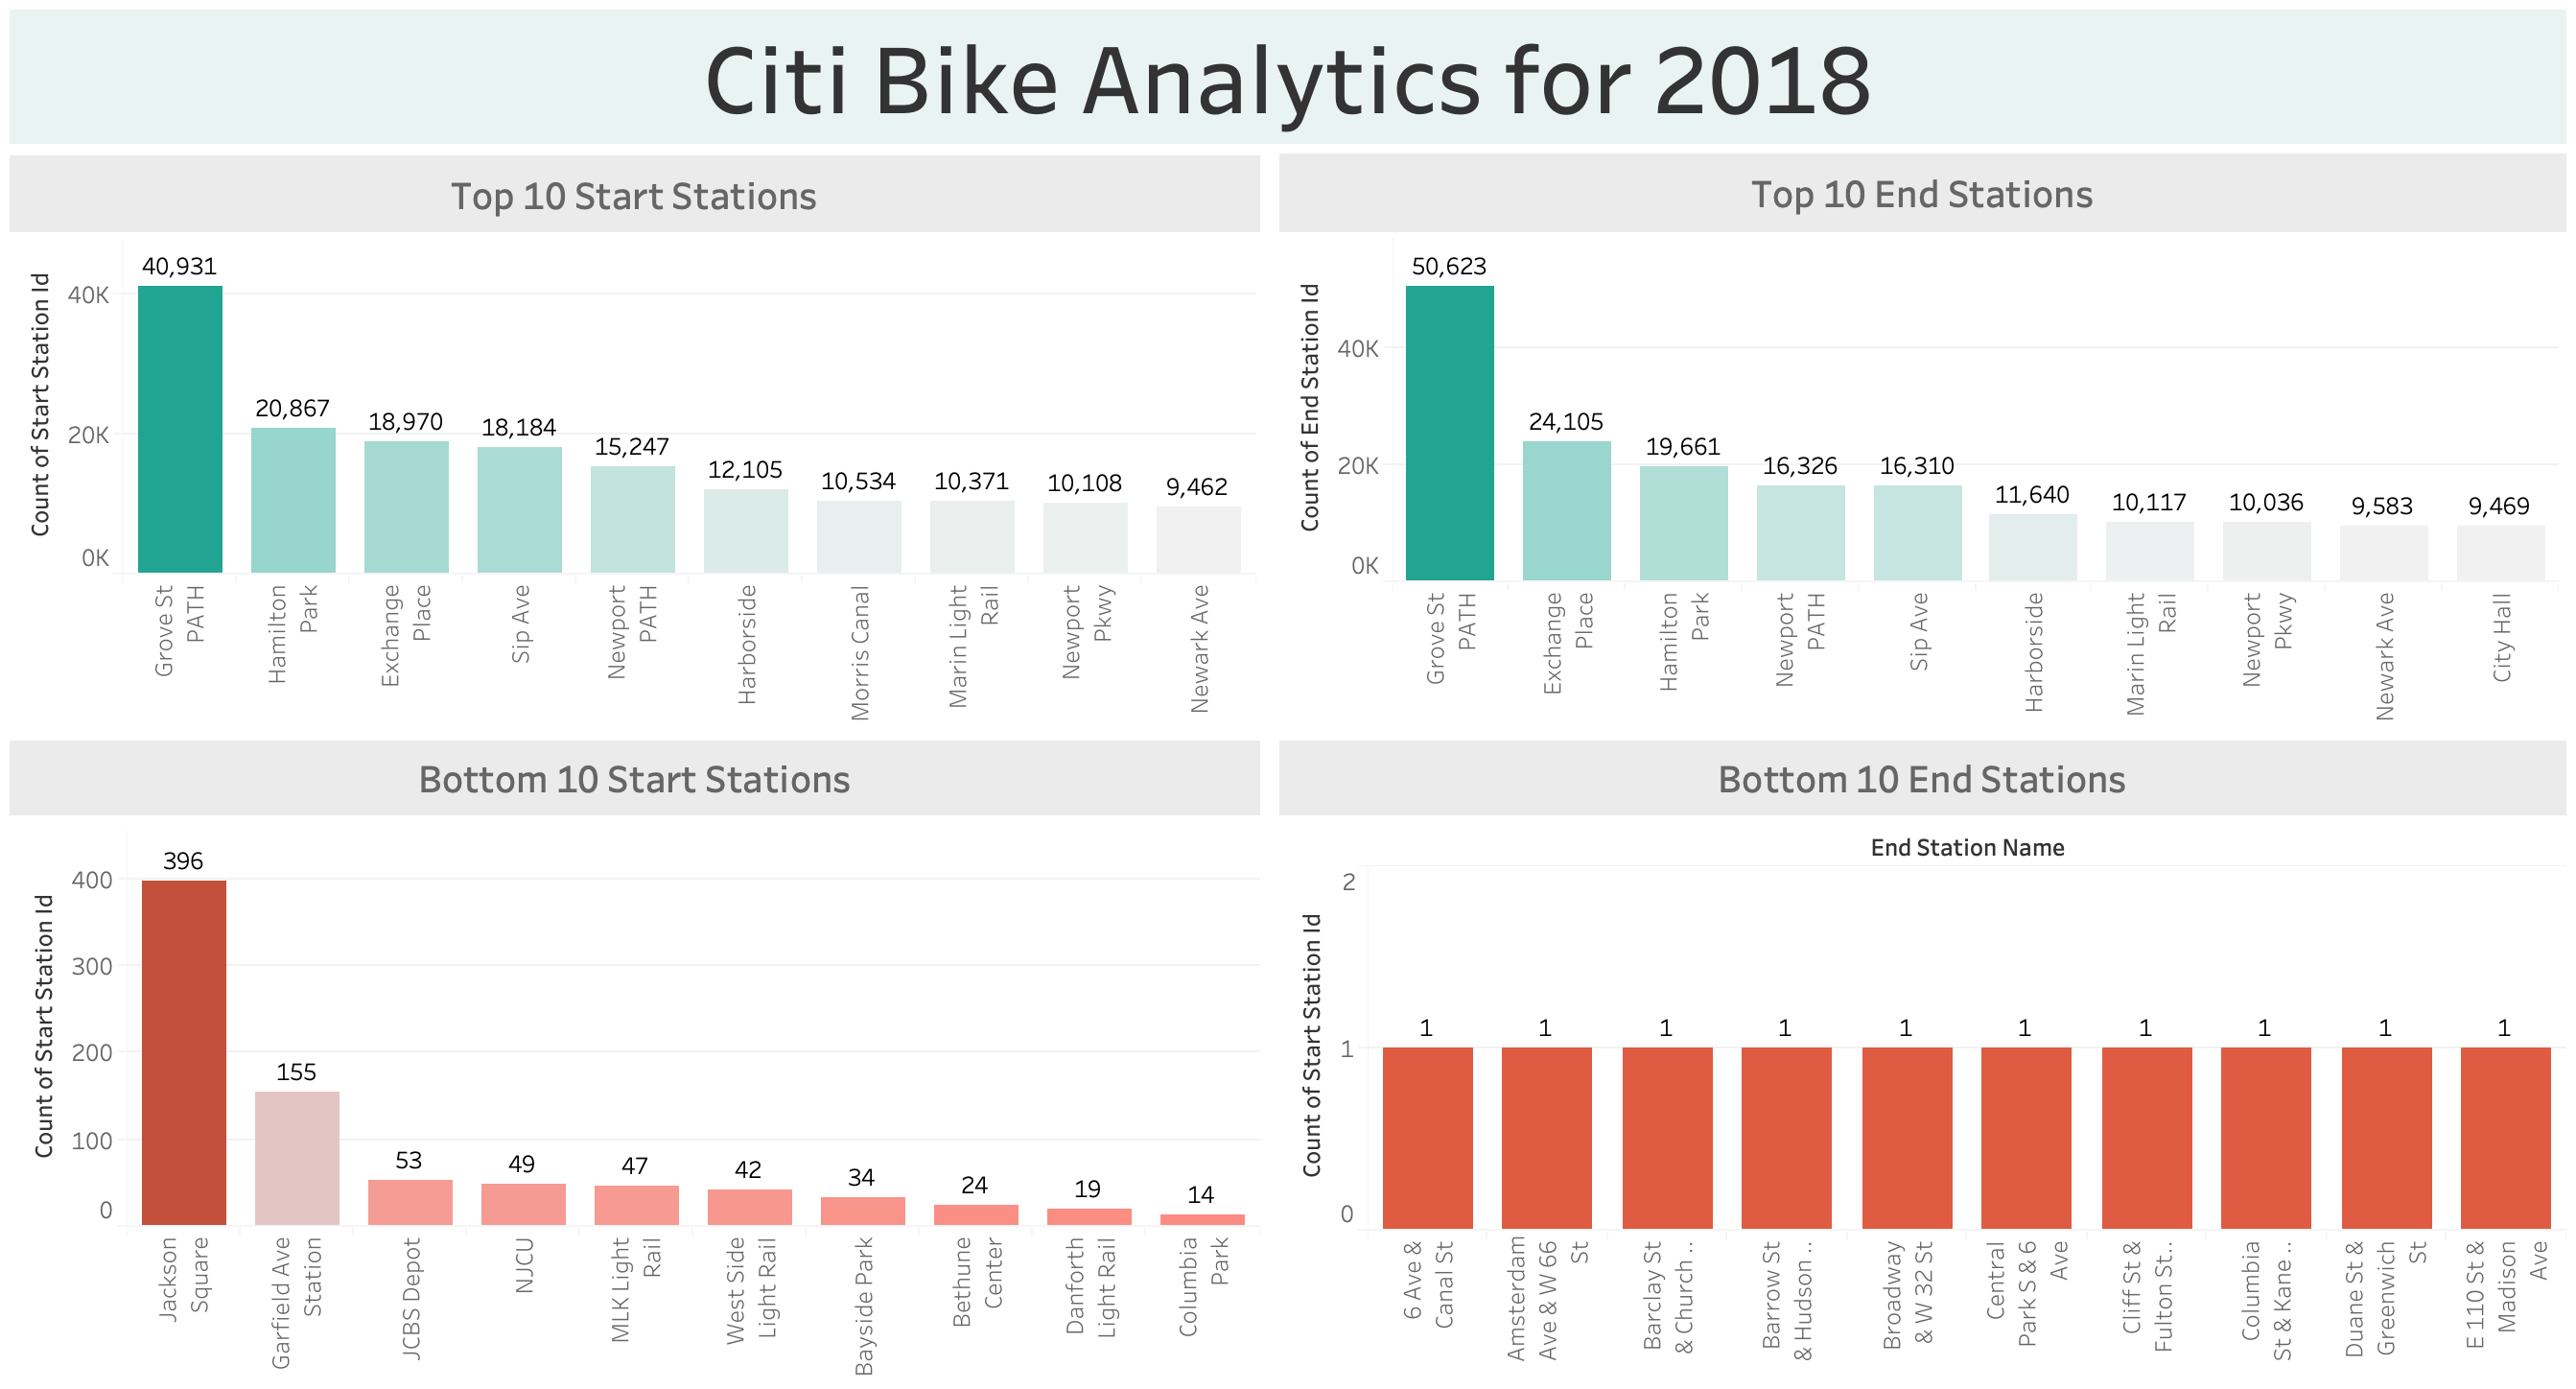 Citi Bike Analytics for 2018
Top 10 Start Stations
Count of Start Station Id
40K
20K
0K
40,931
20,867
18,970
18,184
15,247
12,105
10,534
10,371
10,108
9,462
Grove St
PATH
Hamilton
Park
Exchange
Place
Sip Ave
Newport
PATH
Harborside
Morris Canal
Marin Light
Rail
Newport
Pkwy
Newark Ave
Top 10 End Stations
Count of End Station Id
40K
20K
0K
50,623
24,105
19,661
16,326
16,310
11,640
10,117
10,036
9,583
9,469
Grove St
PATH
Exchange
Place
Hamilton
Park
Newport
PATH
Sip Ave
Harborside
Marin Light
Rail
Newport
Pkwy
Newark Ave
City Hall
Bottom 10 Start Stations
Count of Start Station Id
400
300
200
100
0
396
155
53
49
47
42
34
24
19
14
Jackson
Square
Garfield Ave
Station
JCBS Depot
NJCU
MLK Light
Rail
West Side
Light Rail
Bayside Park
Bethune
Center
Danforth
Light Rail
Columbia
Park
Bottom 10 End Stations
End Station Name
Count of Start Station Id
2
1
0
1
1
1
1
1
1
1
1
1
1
6 Ave &
Canal St
Amsterdam
Ave & W 66
St
Barclay St
& Church ..
Barrow St
& Hudson ..
Broadway
& W 32 St
Central
Park S & 6
Ave
Cliff St &
Fulton St..
Columbia
St & Kane ..
Duane St &
Greenwich
St
E 110 St &
Madison
Ave